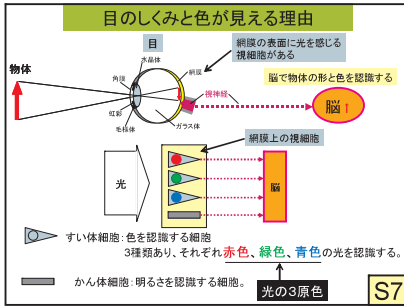 目のしくみと色が見える理由
目
網膜の表面に光を感じる
視細胞がある
水晶体
物体
角膜
網膜
脳で物体の形と色を認識する
視神経
脳
虹彩
ガラス体
毛様体
網膜上の視細胞
光
脳
すい体細胞：色を認識する細胞
3種類あり、それぞれ赤色、緑色、青色の光を認識する。
かん体細胞：明るさを認識する細胞。
光の3原色
S7